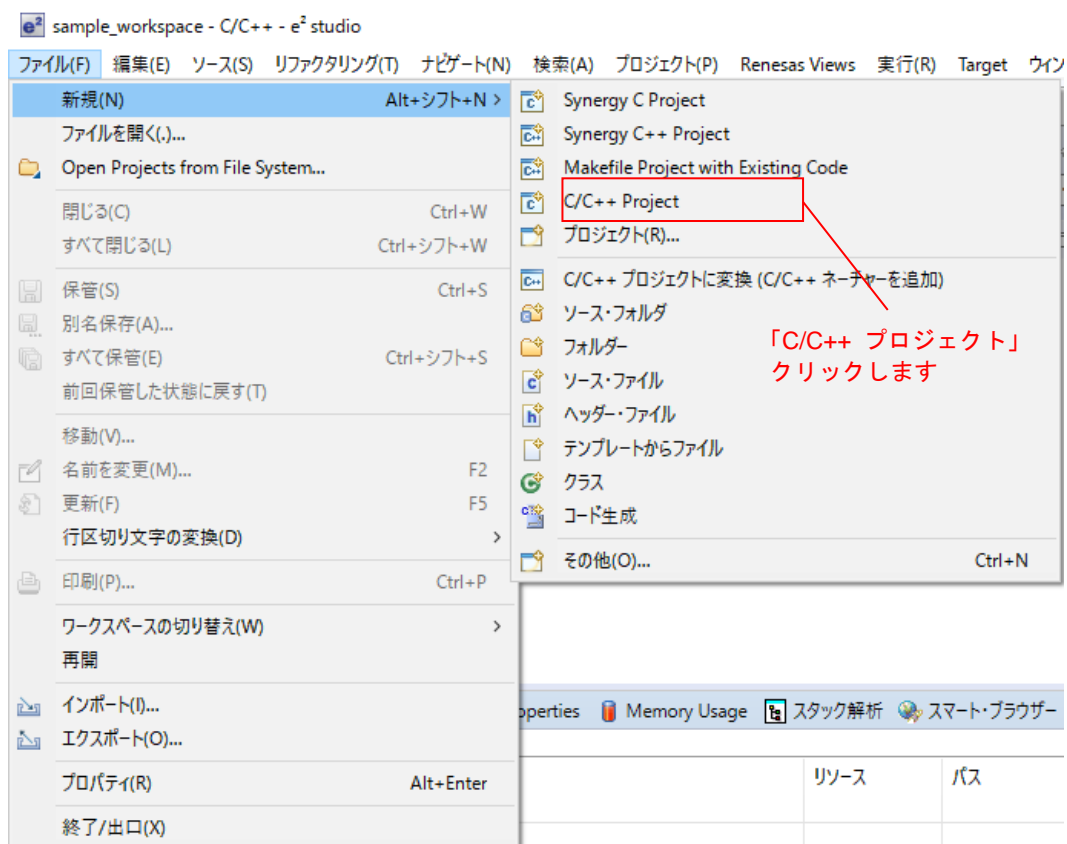 e² sample_workspace - C/C++ - e² studio
ファイル(F) 編集(E) ソース(S) リファクタリング(T) ナビゲート(N) 検索(A) プロジェクト(P) Renesas Views 実行(R) Target ウィン
新規(N) Alt+シフト+N >
ファイルを開く(.)...
Open Projects from File System...
閉じる(C) Ctrl+W
すべて閉じる(L) Ctrl+シフト+W
保管(S) Ctrl+S
別名保存(A)...
すべて保管(E) Ctrl+シフト+S
前回保管した状態に戻す(T)
移動(V)...
名前を変更(M)... F2
更新(F) F5
行区切り文字の変換(D) >
印刷(P)... Ctrl+P
ワークスペースの切り替え(W) >
再開
インポート(I)...
エクスポート(O)...
プロパティ(R) Alt+Enter
終了/出口(X)
Synergy C Project
Synergy C++ Project
Makefile Project with Existing Code
C/C++ Project
プロジェクト(R)...
C/C++ プロジェクトに変換 (C/C++ ネーチャーを追加)
ソース・フォルダ
フォルダー
ソース・ファイル
ヘッダー・ファイル
テンプレートからファイル
クラス
コード生成
その他(O)... Ctrl+N
「C/C++ プロジェクト」
クリックします
operties Memory Usage スタック解析 スマート・ブラウザー
リソース パス